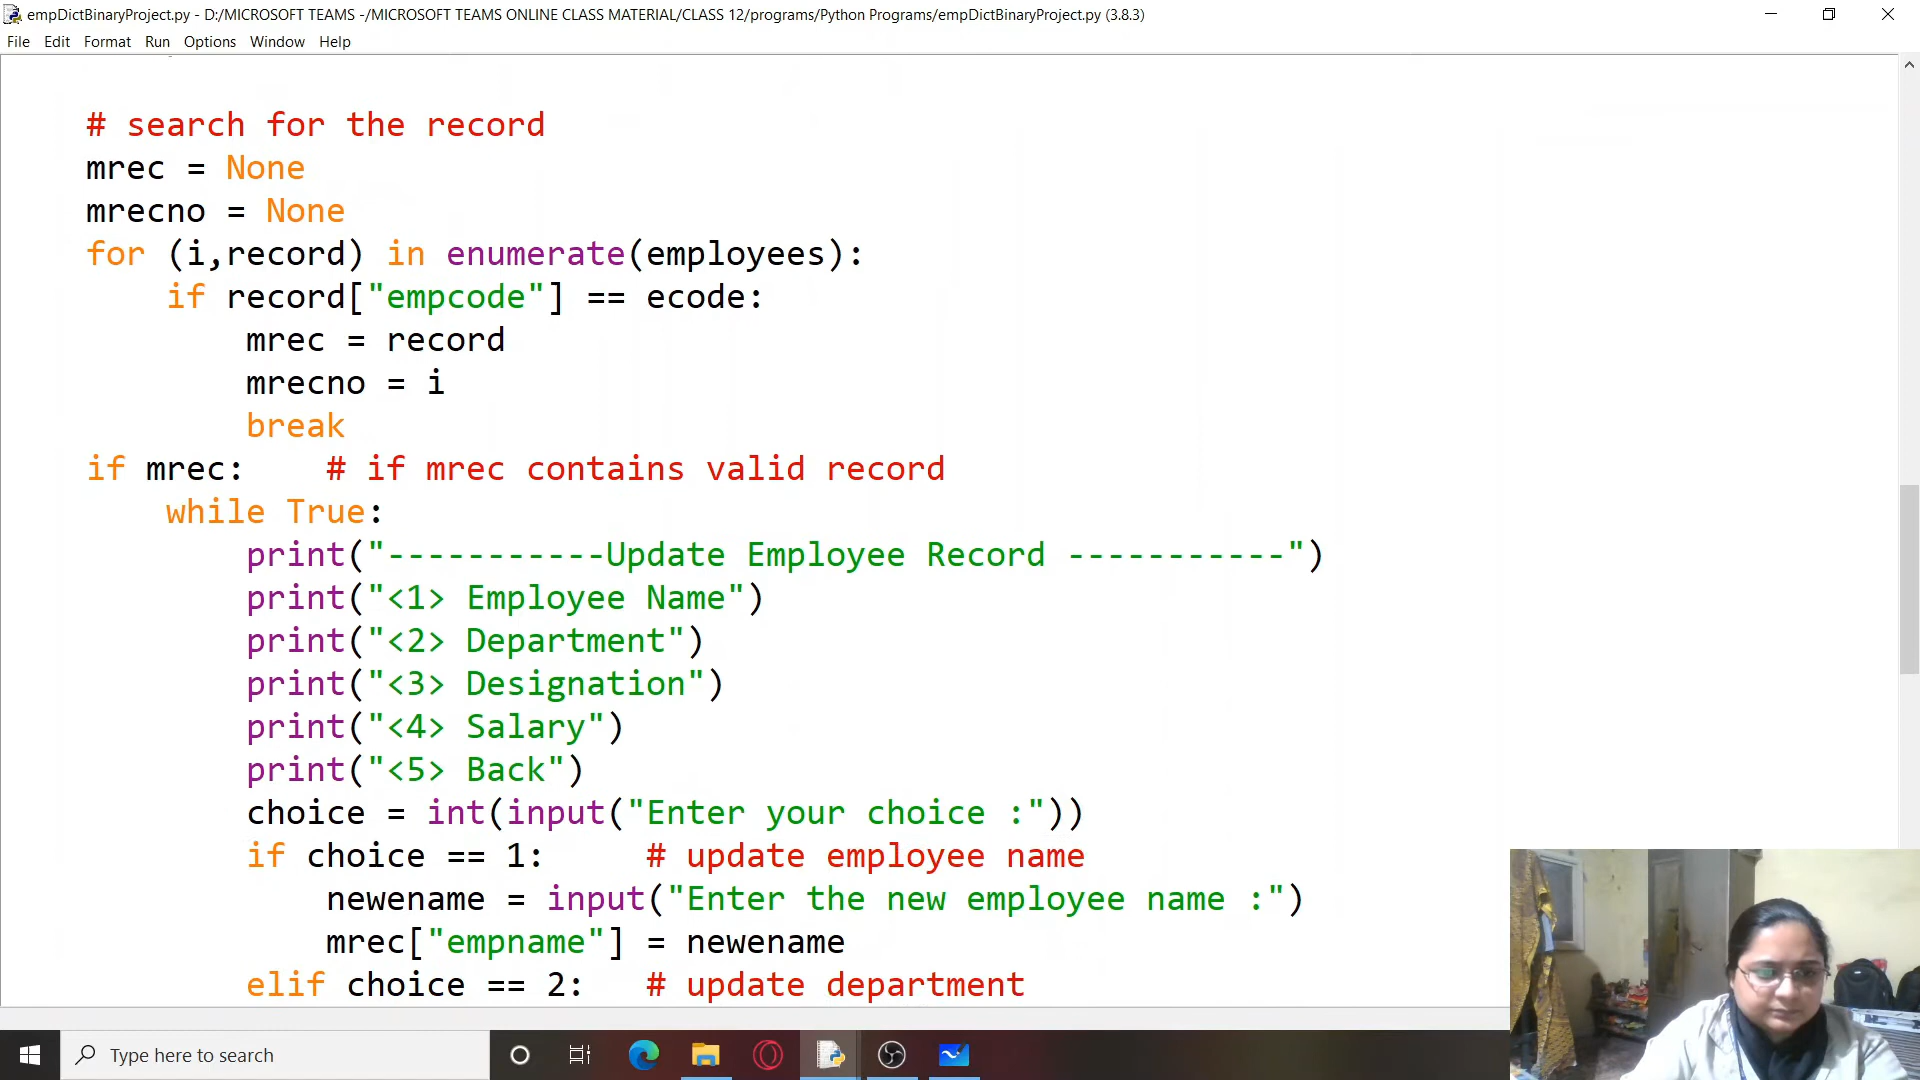 empDictBinaryProject.py - D:/MICROSOFT TEAMS -/MICROSOFT TEAMS ONLINE CLASS MATERIAL/CLASS 12/programs/Python Programs/empDictBinaryProject.py (3.8.3)
File Edit Format Run Options Window Help
# search for the record
mrec = None
mrecno = None
for (i,record) in enumerate(employees):
    if record["empcode"] == ecode:
        mrec = record
        mrecno = i
        break
if mrec:    # if mrec contains valid record
    while True:
        print("-----------Update Employee Record -----------")
        print("<1> Employee Name")
        print("<2> Department")
        print("<3> Designation")
        print("<4> Salary")
        print("<5> Back")
        choice = int(input("Enter your choice :"))
        if choice == 1:     # update employee name
            newename = input("Enter the new employee name :")
            mrec["empname"] = newename
        elif choice == 2:   # update department
Type here to search